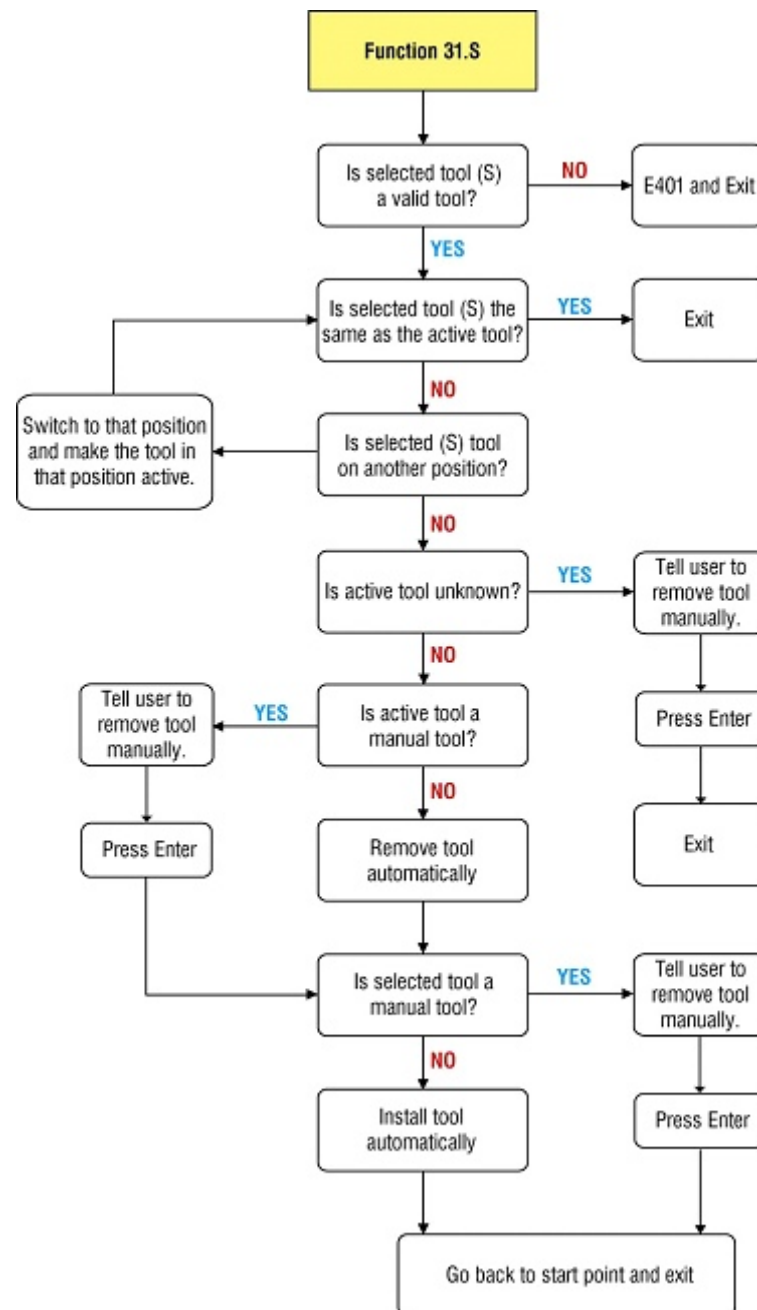 Function 31.S
Is selected tool (S)
a valid tool?
NO
E401 and Exit
YES
Is selected tool (S) the
same as the active tool?
YES
Exit
NO
Switch to that position
and make the tool in
that position active.
Is selected (S) tool
on another position?
NO
Is active tool unknown?
YES
Tell user to
remove tool
manually.
NO
Press Enter
Exit
Is active tool a
manual tool?
YES
Tell user to
remove tool
manually.
Press Enter
NO
Remove tool
automatically
Is selected tool a
manual tool?
YES
Tell user to
remove tool
manually.
Press Enter
NO
Install tool
automatically
Go back to start point and exit